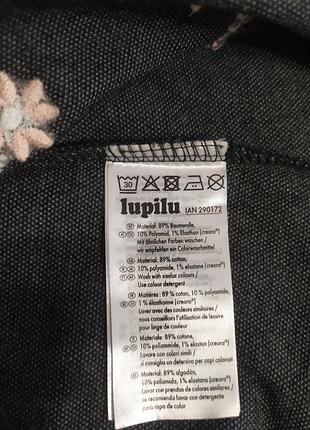 30
lupilu IAN 290172
Material: 89% Baumwolle,
10% Polyamid, 1% Elasthan (creora®)
Mit ähnlichen Farben waschen /
wir empfehlen ein Colorwaschmittel
Material: 89% cotton,
10% polyamide, 1% elastane (creora®)
Wash with similar colours /
Use colour detergent
Matières : 89 % coton, 10 % polyamide,
1 % élasthanne (creora®)
Laver avec des couleurs similaires /
nous conseillons l'utilisation de lessive
pour linge de couleur
Materiale: 89% cotone,
10% poliammide, 1% elastan (creora®)
Lavare con colori simili /
si consiglia un detersivo per capi colorati
Material: 89% algodón,
10% poliamida, 1% elastano (creora®)
Lavar con prendas de colores similares /
se recomienda usar un detergente
para ropa de color